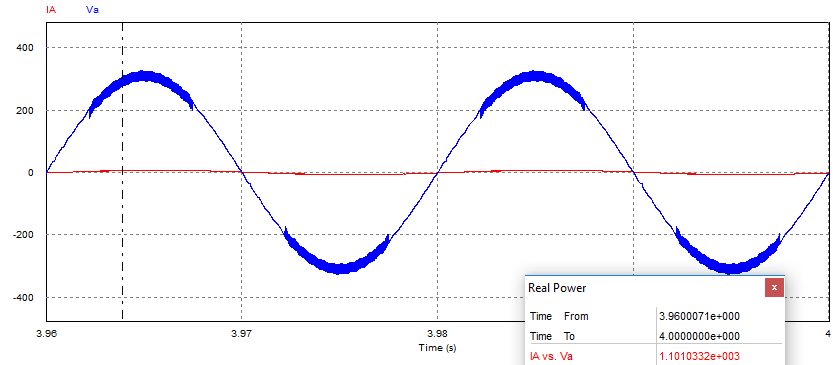 IA Va
400
200
0
-200
-400
3.96 3.97 3.98 4
Time (s)
Real Power x
Time From 3.9600071e+000
Time To 4.0000000e+000
IA vs. Va 1.1010332e+003